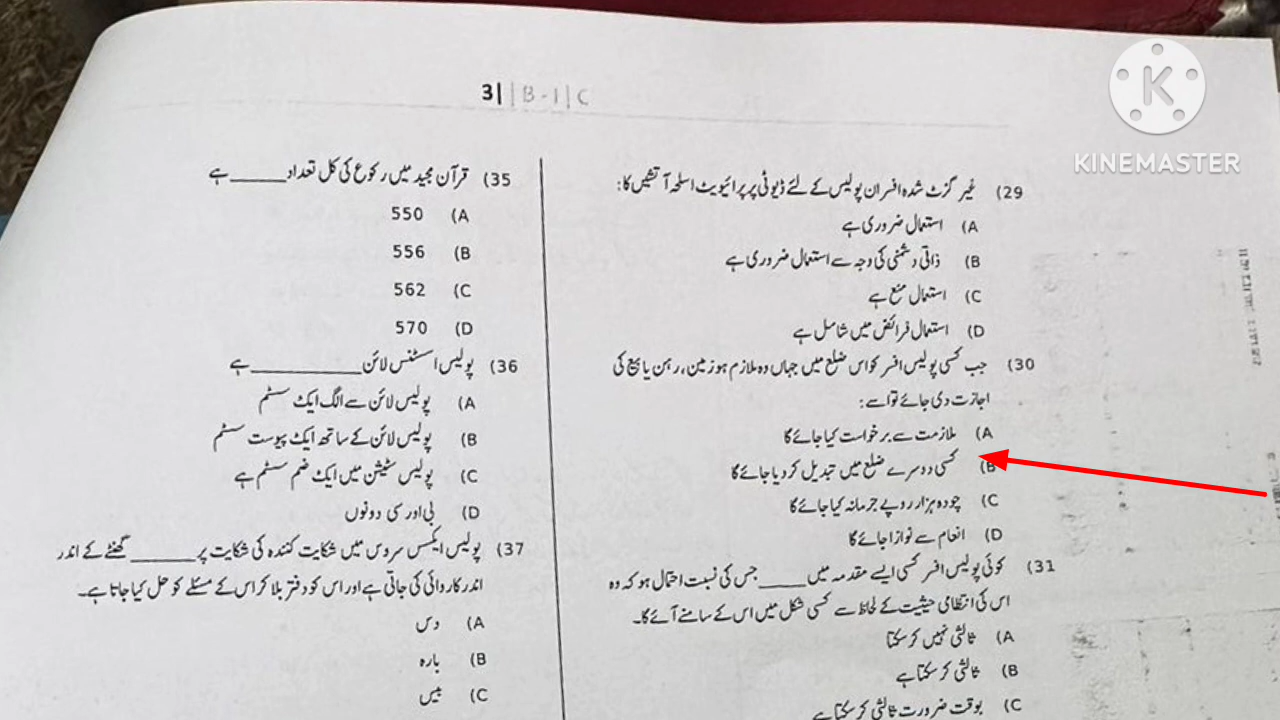 3| |B-1|C
KINEMASTER
29) غیر گزٹ شدہ افسران پولیس کے لئے ڈیوٹی پر پرائیویٹ اسلحہ آتشیں کا:
A) استعمال ضروری ہے
B) ذاتی دشمنی کی وجہ سے استعمال ضروری ہے
C) استعمال منع ہے
D) استعمال فرائض میں شامل ہے
30) جب کسی پولیس افسر کو اس ضلع میں جہاں وہ ملازم ہو زمین، رہن یا بیع کی
اجازت دی جائے تو اسے:
A) ملازمت سے برخواست کیا جائے گا
B) کسی دوسرے ضلع میں تبدیل کر دیا جائے گا
C) چودہ ہزار روپے جرمانہ کیا جائے گا
D) انعام سے نوازا جائے گا
31) کوئی پولیس افسر کسی ایسے مقدمہ میں ____ جس کی نسبت احتمال ہو کہ وہ
اس کی انتظامی حیثیت کے لحاظ سے کسی شکل میں اس کے سامنے آئے گا۔
A) ثالثی نہیں کر سکتا
B) ثالثی کر سکتا ہے
C) بوقت ضرورت ثالثی کر سکتا ہے
35) قرآن مجید میں رکوع کی کل تعداد _____ ہے
A) 550
B) 556
C) 562
D) 570
36) پولیس اسسٹنس لائن __________ ہے
A) پولیس لائن سے الگ ایک سسٹم
B) پولیس لائن کے ساتھ ایک پیوست سسٹم
C) پولیس سٹیشن میں ایک ضم سسٹم ہے
D) بی اور سی دونوں
37) پولیس ایکسس سروس میں شکایت کنندہ کی شکایت پر ______ گھنٹے کے اندر
اندر کاروائی کی جاتی ہے اور اس کو دفتر بلا کر اس کے مسئلے کو حل کیا جاتا ہے۔
A) دس
B) بارہ
C) بیس